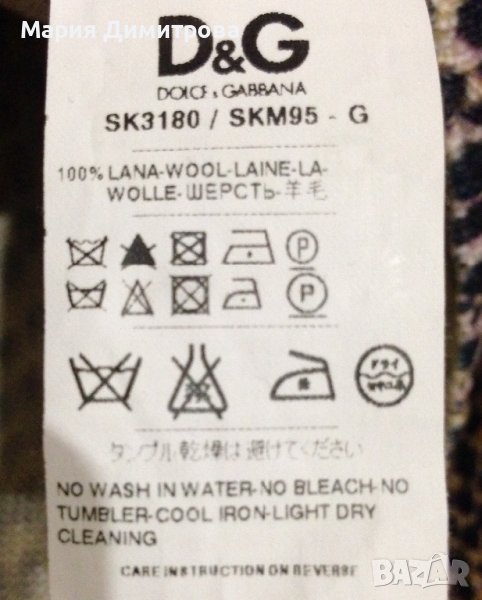 Мария Димитрова
D&G
DOLCE & GABBANA
SK3180 / SKM95 - G
100% LANA-WOOL-LAINE-LA-
WOLLE-ШЕРСТЬ-羊毛
P
P
ドライ
タンブル乾燥は避けてください
NO WASH IN WATER-NO BLEACH-NO
TUMBLER-COOL IRON-LIGHT DRY
CLEANING
CARE INSTRUCTION ON REVERSE
BAZAR